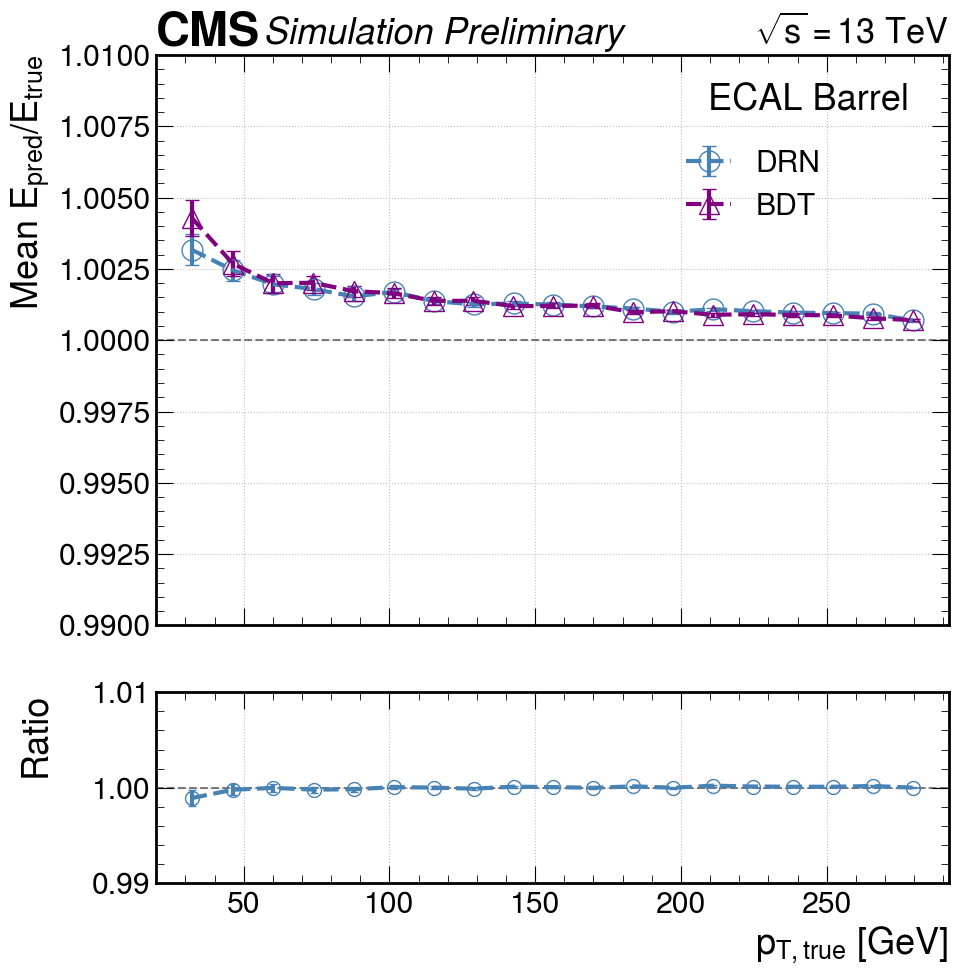 CMS Simulation Preliminary √s = 13 TeV
Mean E_pred/E_true
1.0100
1.0075
1.0050
1.0025
1.0000
0.9975
0.9950
0.9925
0.9900
ECAL Barrel
DRN
BDT
Ratio
1.01
1.00
0.99
50 100 150 200 250
p_T, true [GeV]